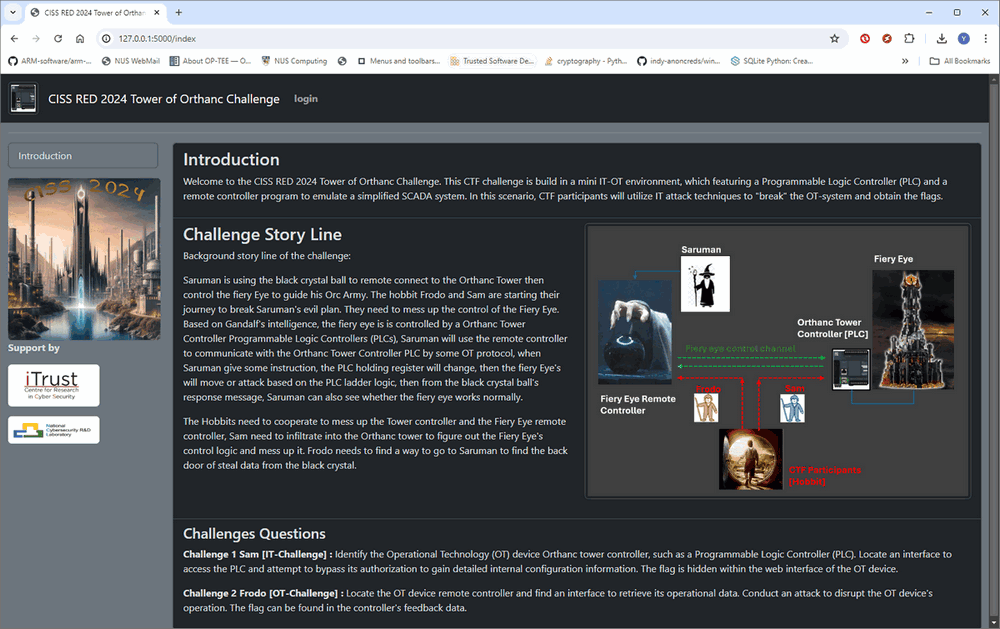 CISS RED 2024 Tower of Orthan
127.0.0.1:5000/index
ARM-software/arm-...
NUS WebMail
About OP-TEE — O...
NUS Computing
Menus and toolbars...
Trusted Software De...
cryptography - Pyth...
indy-anoncreds/win...
SQLite Python: Crea...
All Bookmarks
CISS RED 2024 Tower of Orthanc Challenge
login
Introduction
CISS 2024
Support by
iTrust
Centre for Research
in Cyber Security
National
Cybersecurity R&D
Laboratory
Introduction
Welcome to the CISS RED 2024 Tower of Orthanc Challenge. This CTF challenge is build in a mini IT-OT environment, which featuring a Programmable Logic Controller (PLC) and a
remote controller program to emulate a simplified SCADA system. In this scenario, CTF participants will utilize IT attack techniques to "break" the OT-system and obtain the flags.
Challenge Story Line
Background story line of the challenge:
Saruman is using the black crystal ball to remote connect to the Orthanc Tower then
control the fiery Eye to guide his Orc Army. The hobbit Frodo and Sam are starting their
journey to break Saruman's evil plan. They need to mess up the control of the Fiery Eye.
Based on Gandalf's intelligence, the fiery eye is is controlled by a Orthanc Tower
Controller Programmable Logic Controllers (PLCs), Saruman will use the remote controller
to communicate with the Orthanc Tower Controller PLC by some OT protocol, when
Saruman give some instruction, the PLC holding register will change, then the fiery Eye's
will move or attack based on the PLC ladder logic, then from the black crystal ball's
response message, Saruman can also see whether the fiery eye works normally.
The Hobbits need to cooperate to mess up the Tower controller and the Fiery Eye remote
controller, Sam need to infiltrate into the Orthanc tower to figure out the Fiery Eye's
control logic and mess up it. Frodo needs to find a way to go to Saruman to find the back
door of steal data from the black crystal.
Saruman
Fiery Eye
Orthanc Tower
Controller [PLC]
Fiery eye control channel
Frodo
Sam
Fiery Eye Remote
Controller
CTF Participants
[Hobbit]
Challenges Questions
Challenge 1 Sam [IT-Challenge] : Identify the Operational Technology (OT) device Orthanc tower controller, such as a Programmable Logic Controller (PLC). Locate an interface to
access the PLC and attempt to bypass its authorization to gain detailed internal configuration information. The flag is hidden within the web interface of the OT device.
Challenge 2 Frodo [OT-Challenge] : Locate the OT device remote controller and find an interface to retrieve its operational data. Conduct an attack to disrupt the OT device's
operation. The flag can be found in the controller's feedback data.